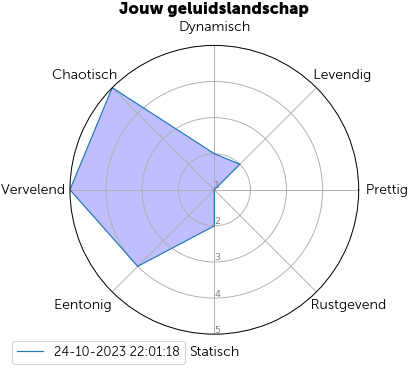 Jouw geluidslandschap
Dynamisch
Chaotisch
Levendig
Vervelend
1
Prettig
2
3
4
Eentonig
Rustgevend
5
24-10-2023 22:01:18
Statisch